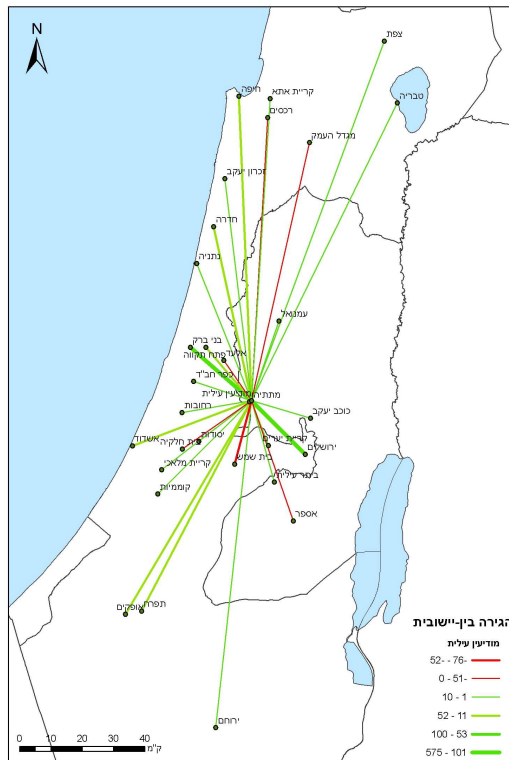 N
צפת
חיפה
קריית אתא
טבריה
רכסים
מגדל העמק
זכרון יעקב
חדרה
נתניה
עמנואל
בני ברק
אלעד
פתח תקווה
כפר חב"ד
מתתיהו
מודיעין עילית
רחובות
כוכב יעקב
יסודות
קריית יערים
אשדוד
בית חלקיה
ירושלים
בית שמש
קריית מלאכי
ביתר עילית
קוממיות
אספר
תפרח
אופקים
ירוחם
הגירה בין-יישובית
מודיעין עילית
-76 - -52
-51 - 0
1 - 10
11 - 52
53 - 100
101 - 575
0 10 20 30 40
ק"מ